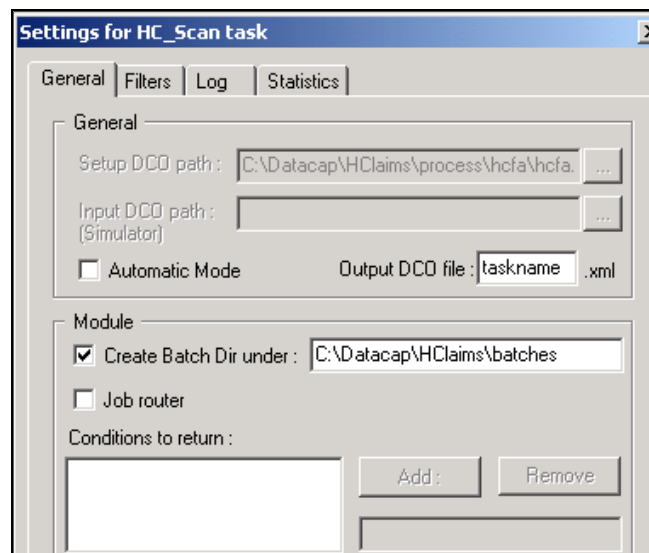 Settings for HC_Scan task
General Filters Log Statistics
General
Setup DCO path : C:\Datacap\HClaims\process\hcfa\hcfa. ...
Input DCO path : ...
(Simulator)
Automatic Mode Output DCO file : taskname .xml
Module
Create Batch Dir under : C:\Datacap\HClaims\batches
Job router
Conditions to return :
Add : Remove